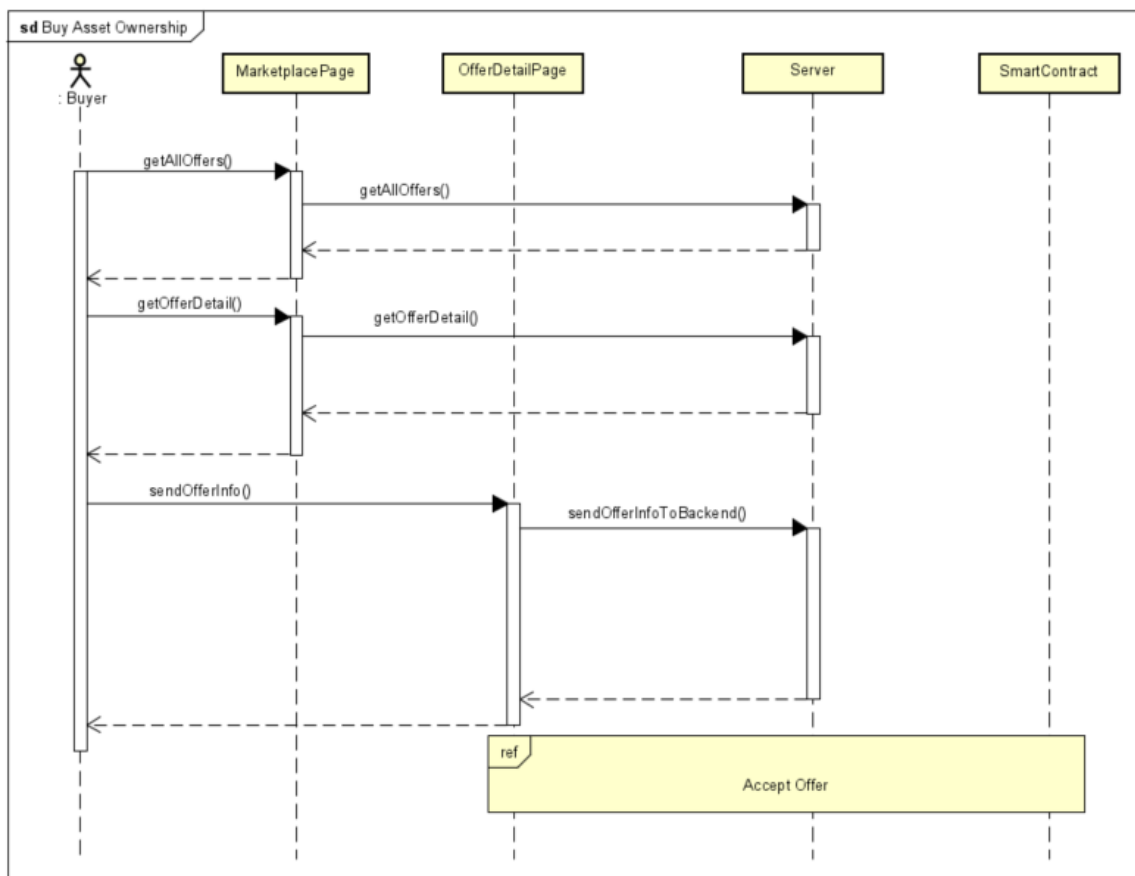 sd Buy Asset Ownership
: Buyer
MarketplacePage
OfferDetailPage
Server
SmartContract
getAllOffers()
getAllOffers()
getOfferDetail()
getOfferDetail()
sendOfferInfo()
sendOfferInfoToBackend()
ref
Accept Offer